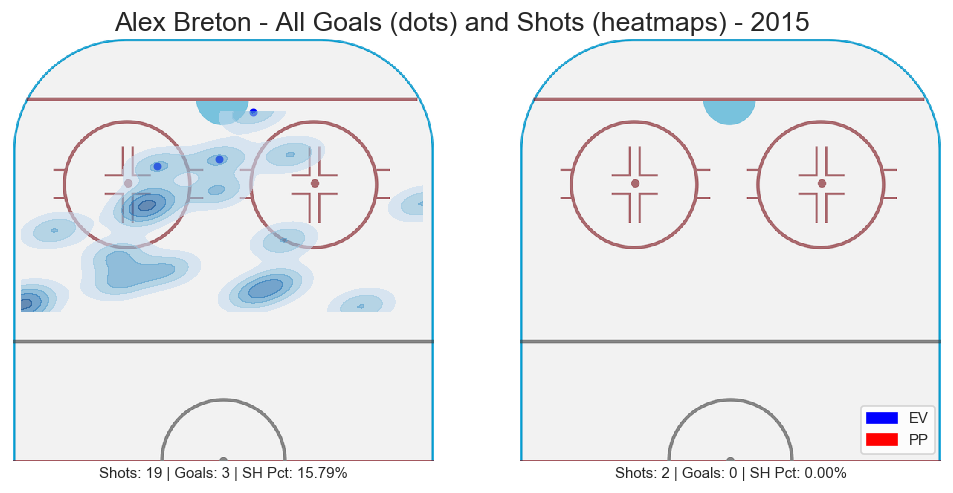 Alex Breton - All Goals (dots) and Shots (heatmaps) - 2015
EV
PP
Shots: 19 | Goals: 3 | SH Pct: 15.79%
Shots: 2 | Goals: 0 | SH Pct: 0.00%